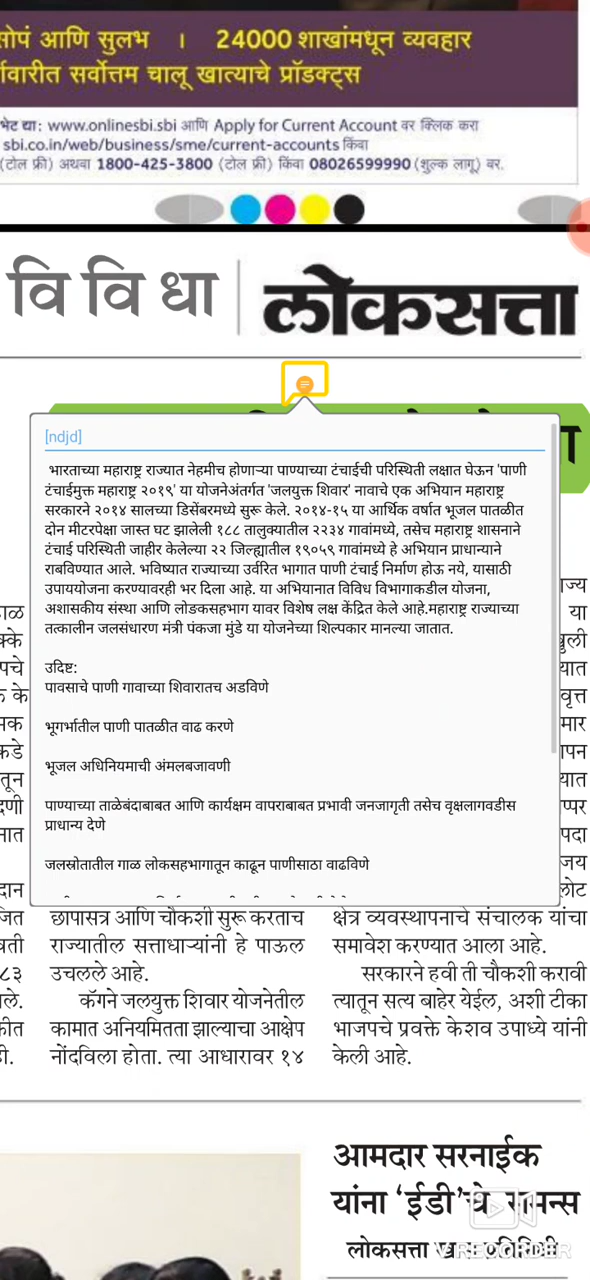 सोपं आणि सुलभ । 24000 शाखांमधून व्यवहार
र्गवारीत सर्वोत्तम चालू खात्याचे प्रॉडक्ट्स
भेट द्या: www.onlinesbi.sbi आणि Apply for Current Account वर क्लिक करा
sbi.co.in/web/business/sme/current-accounts किंवा
(टोल फ्री) अथवा 1800-425-3800 (टोल फ्री) किंवा 08026599990 (शुल्क लागू) वर.
वि वि धा
लोकसत्ता
[ndjd]
भारताच्या महाराष्ट्र राज्यात नेहमीच होणाऱ्या पाण्याच्या टंचाईची परिस्थिती लक्षात घेऊन 'पाणी
टंचाईमुक्त महाराष्ट्र २०१९' या योजनेअंतर्गत 'जलयुक्त शिवार' नावाचे एक अभियान महाराष्ट्र
सरकारने २०१४ सालच्या डिसेंबरमध्ये सुरू केले. २०१४-१५ या आर्थिक वर्षात भूजल पातळीत
दोन मीटरपेक्षा जास्त घट झालेली १८८ तालुक्यातील २२३४ गावांमध्ये, तसेच महाराष्ट्र शासनाने
टंचाई परिस्थिती जाहीर केलेल्या २२ जिल्ह्यातील १९०५९ गावांमध्ये हे अभियान प्राधान्याने
राबविण्यात आले. भविष्यात राज्याच्या उर्वरित भागात पाणी टंचाई निर्माण होऊ नये, यासाठी
उपाययोजना करण्यावरही भर दिला आहे. या अभियानात विविध विभागाकडील योजना,
अशासकीय संस्था आणि लोङकसहभाग यावर विशेष लक्ष केंद्रित केले आहे.महाराष्ट्र राज्याच्या
तत्कालीन जलसंधारण मंत्री पंकजा मुंडे या योजनेच्या शिल्पकार मानल्या जातात.
उदिष्ट:
पावसाचे पाणी गावाच्या शिवारातच अडविणे
भूगर्भातील पाणी पातळीत वाढ करणे
भूजल अधिनियमाची अंमलबजावणी
पाण्याच्या ताळेबंदाबाबत आणि कार्यक्षम वापराबाबत प्रभावी जनजागृती तसेच वृक्षलागवडीस
प्राधान्य देणे
जलस्रोतातील गाळ लोकसहभागातून काढून पाणीसाठा वाढविणे
छापासत्र आणि चौकशी सुरू करताच
राज्यातील सत्ताधाऱ्यांनी हे पाऊल
उचलले आहे.
कॅगने जलयुक्त शिवार योजनेतील
कामात अनियमितता झाल्याचा आक्षेप
नोंदविला होता. त्या आधारावर १४
क्षेत्र व्यवस्थापनाचे संचालक यांचा
समावेश करण्यात आला आहे.
सरकारने हवी ती चौकशी करावी
त्यातून सत्य बाहेर येईल, अशी टीका
भाजपचे प्रवक्ते केशव उपाध्ये यांनी
केली आहे.
आमदार सरनाईक
यांना ‘ईडी’चे समन्स
लोकसत्ता खास प्रतिनिधी